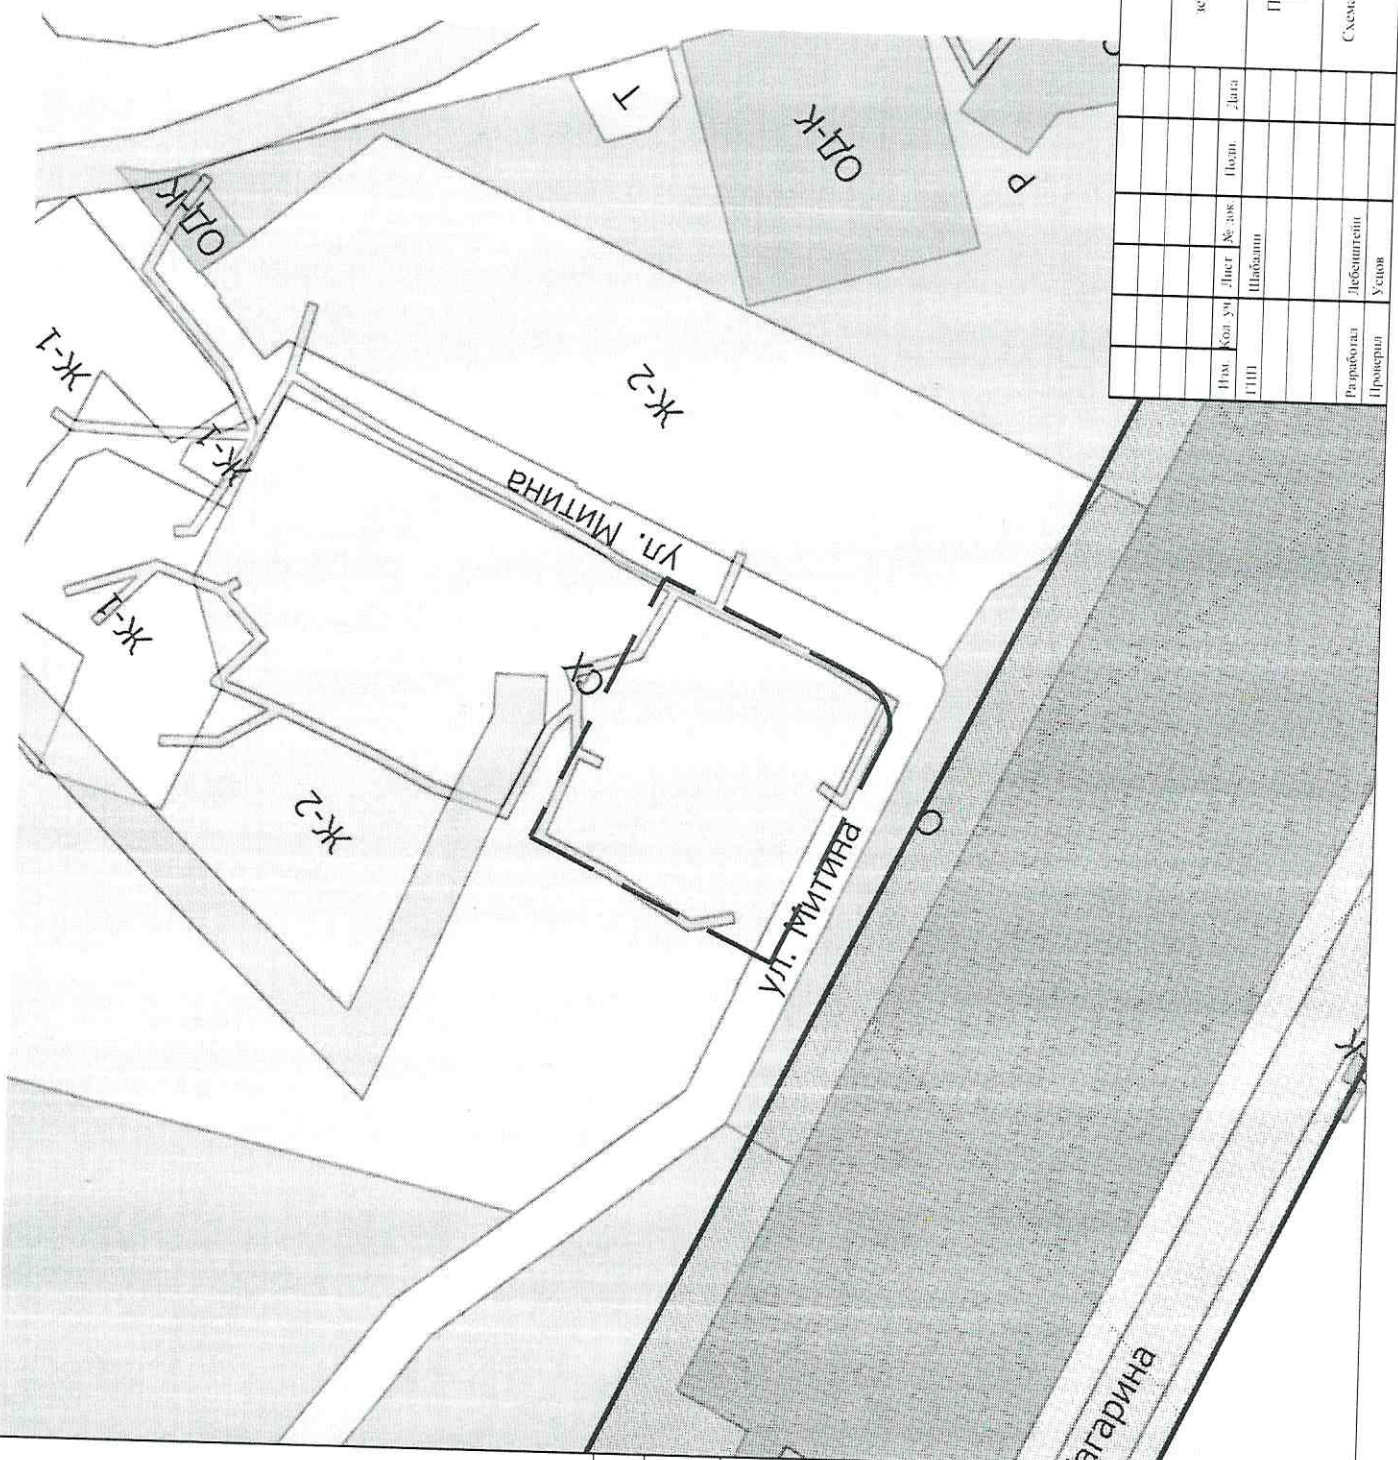 Т
ОД-К
ОД-К
Р
Ж-1
Ж-1
Ж-2
ул. Митина
Ж-1
СХ
Ж-2
О
ул. Митина
агарина
К
Изм. Кол. уч Лист № док Подп. Дата
ГИП Шабалин
Разработал Лебенштейн
Проверил Усцов
П
Схема